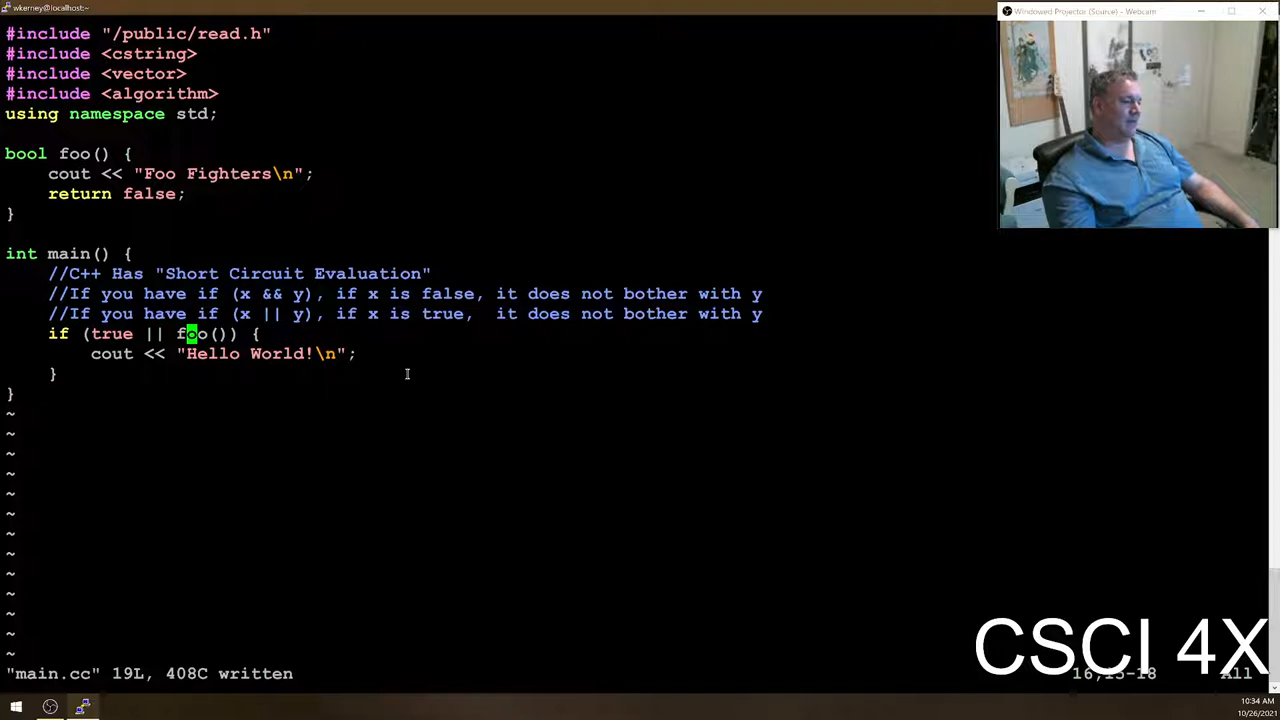 wkerney@localhost:~
Windowed Projector (Source) - Webcam
#include "/public/read.h"
#include <cstring>
#include <vector>
#include <algorithm>
using namespace std;
bool foo() {
cout << "Foo Fighters\n";
return false;
}
int main() {
//C++ Has "Short Circuit Evaluation"
//If you have if (x && y), if x is false, it does not bother with y
//If you have if (x || y), if x is true,  it does not bother with y
if (true || foo()) {
cout << "Hello World!\n";
}
}
~
~
~
~
~
~
~
~
~
~
~
~
~
CSCI 4X
"main.cc" 19L, 408C written
16,15-18
All
10:34 AM
10/26/2021